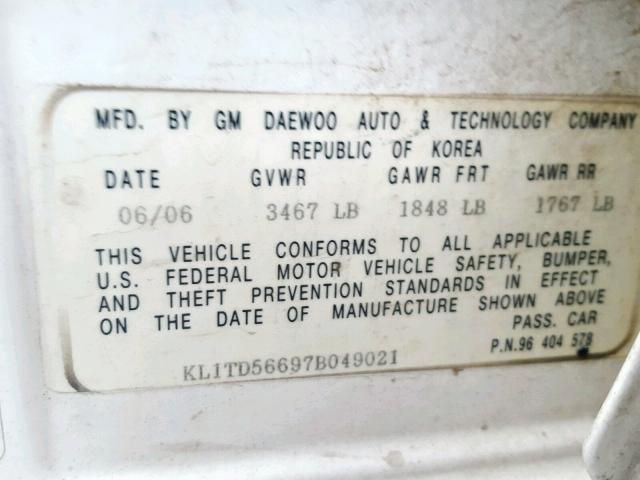 MFD. BY GM DAEWOO AUTO & TECHNOLOGY COMPANY
REPUBLIC OF KOREA
DATE GVWR GAWR FRT GAWR RR
06/06 3467 LB 1848 LB 1767 LB
THIS VEHICLE CONFORMS TO ALL APPLICABLE
U.S. FEDERAL MOTOR VEHICLE SAFETY, BUMPER,
AND THEFT PREVENTION STANDARDS IN EFFECT
ON THE DATE OF MANUFACTURE SHOWN ABOVE
PASS. CAR
P.N.96 404 578
KL1TD56697B049021